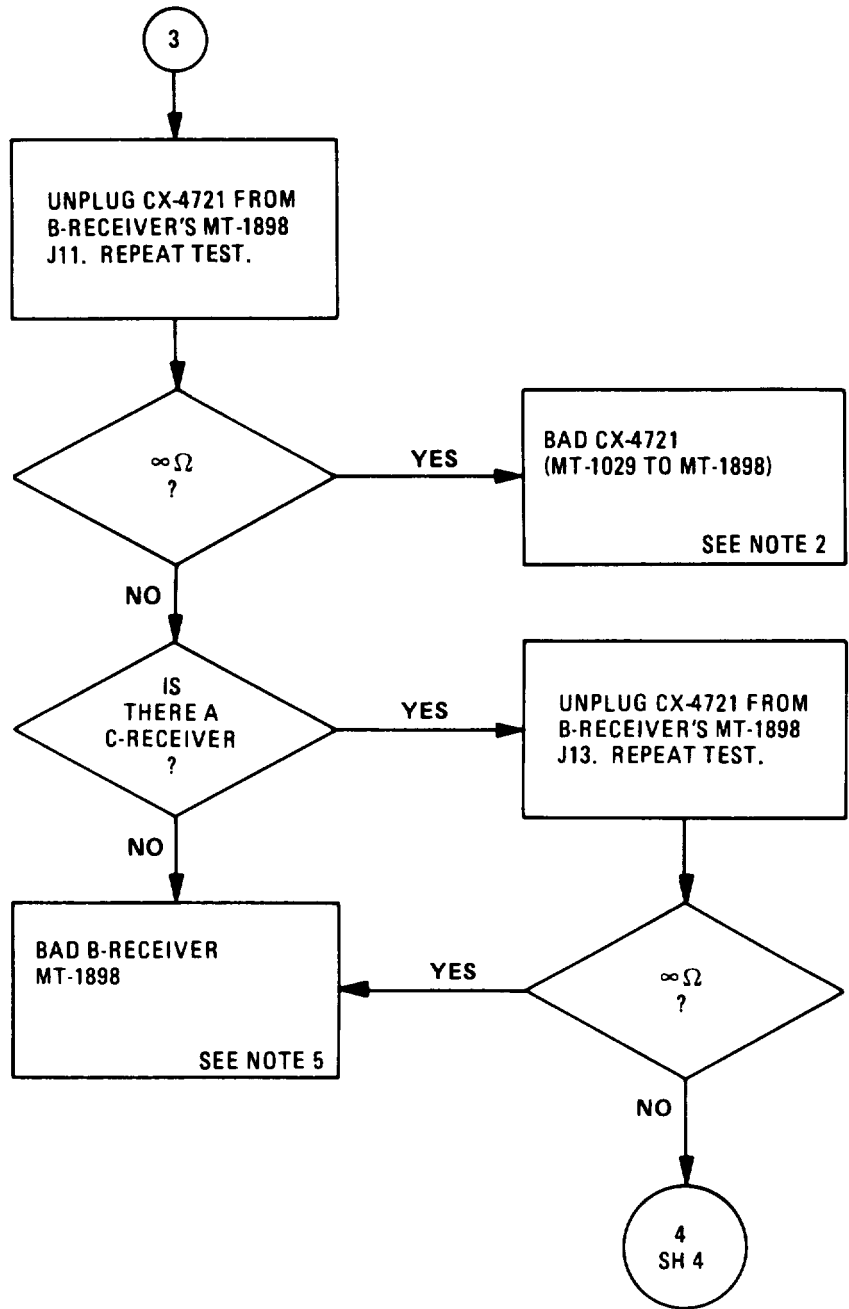 3
UNPLUG CX-4721 FROM
B-RECEIVER'S MT-1898
J11. REPEAT TEST.
∞ Ω
?
YES
BAD CX-4721
(MT-1029 TO MT-1898)
SEE NOTE 2
NO
IS
THERE A
C-RECEIVER
?
YES
UNPLUG CX-4721 FROM
B-RECEIVER'S MT-1898
J13. REPEAT TEST.
NO
BAD B-RECEIVER
MT-1898
SEE NOTE 5
YES
∞ Ω
?
NO
4
SH 4